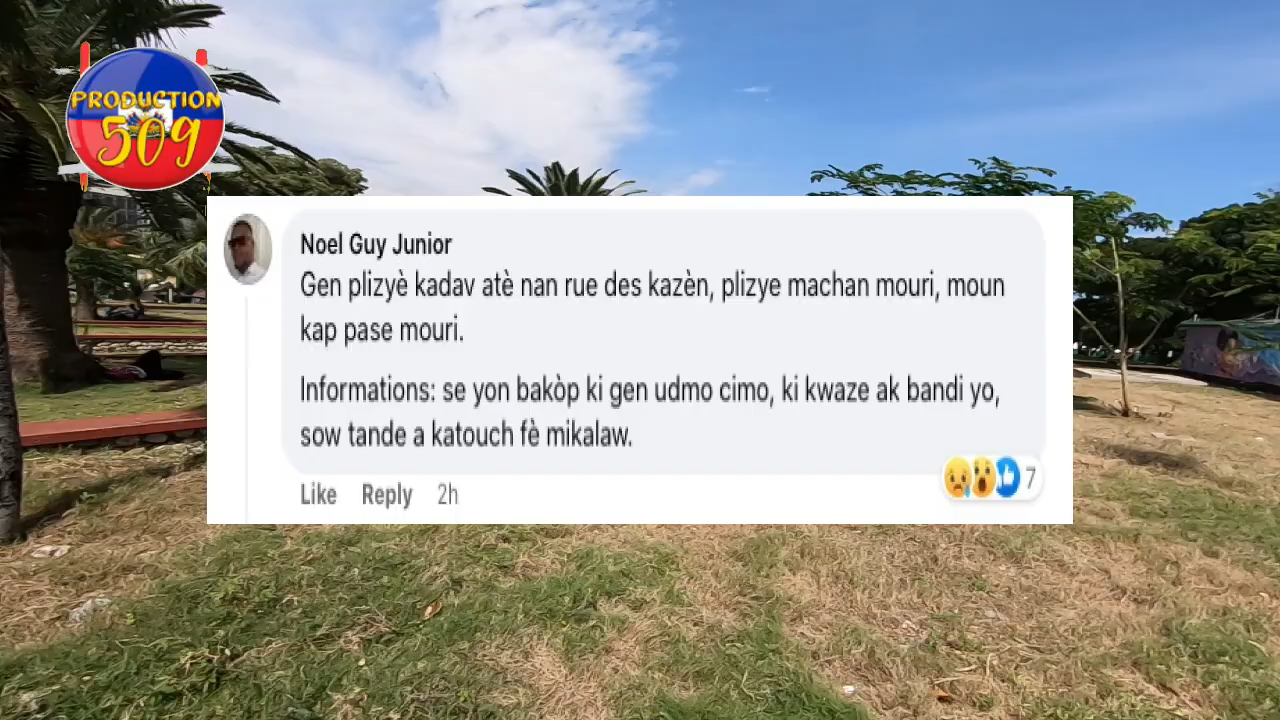 PRODUCTION
509
Noel Guy Junior
Gen plizyè kadav atè nan rue des kazèn, plizye machan mouri, moun
kap pase mouri.
Informations: se yon bakòp ki gen udmo cimo, ki kwaze ak bandi yo,
sow tande a katouch fè mikalaw.
Like Reply 2h
7